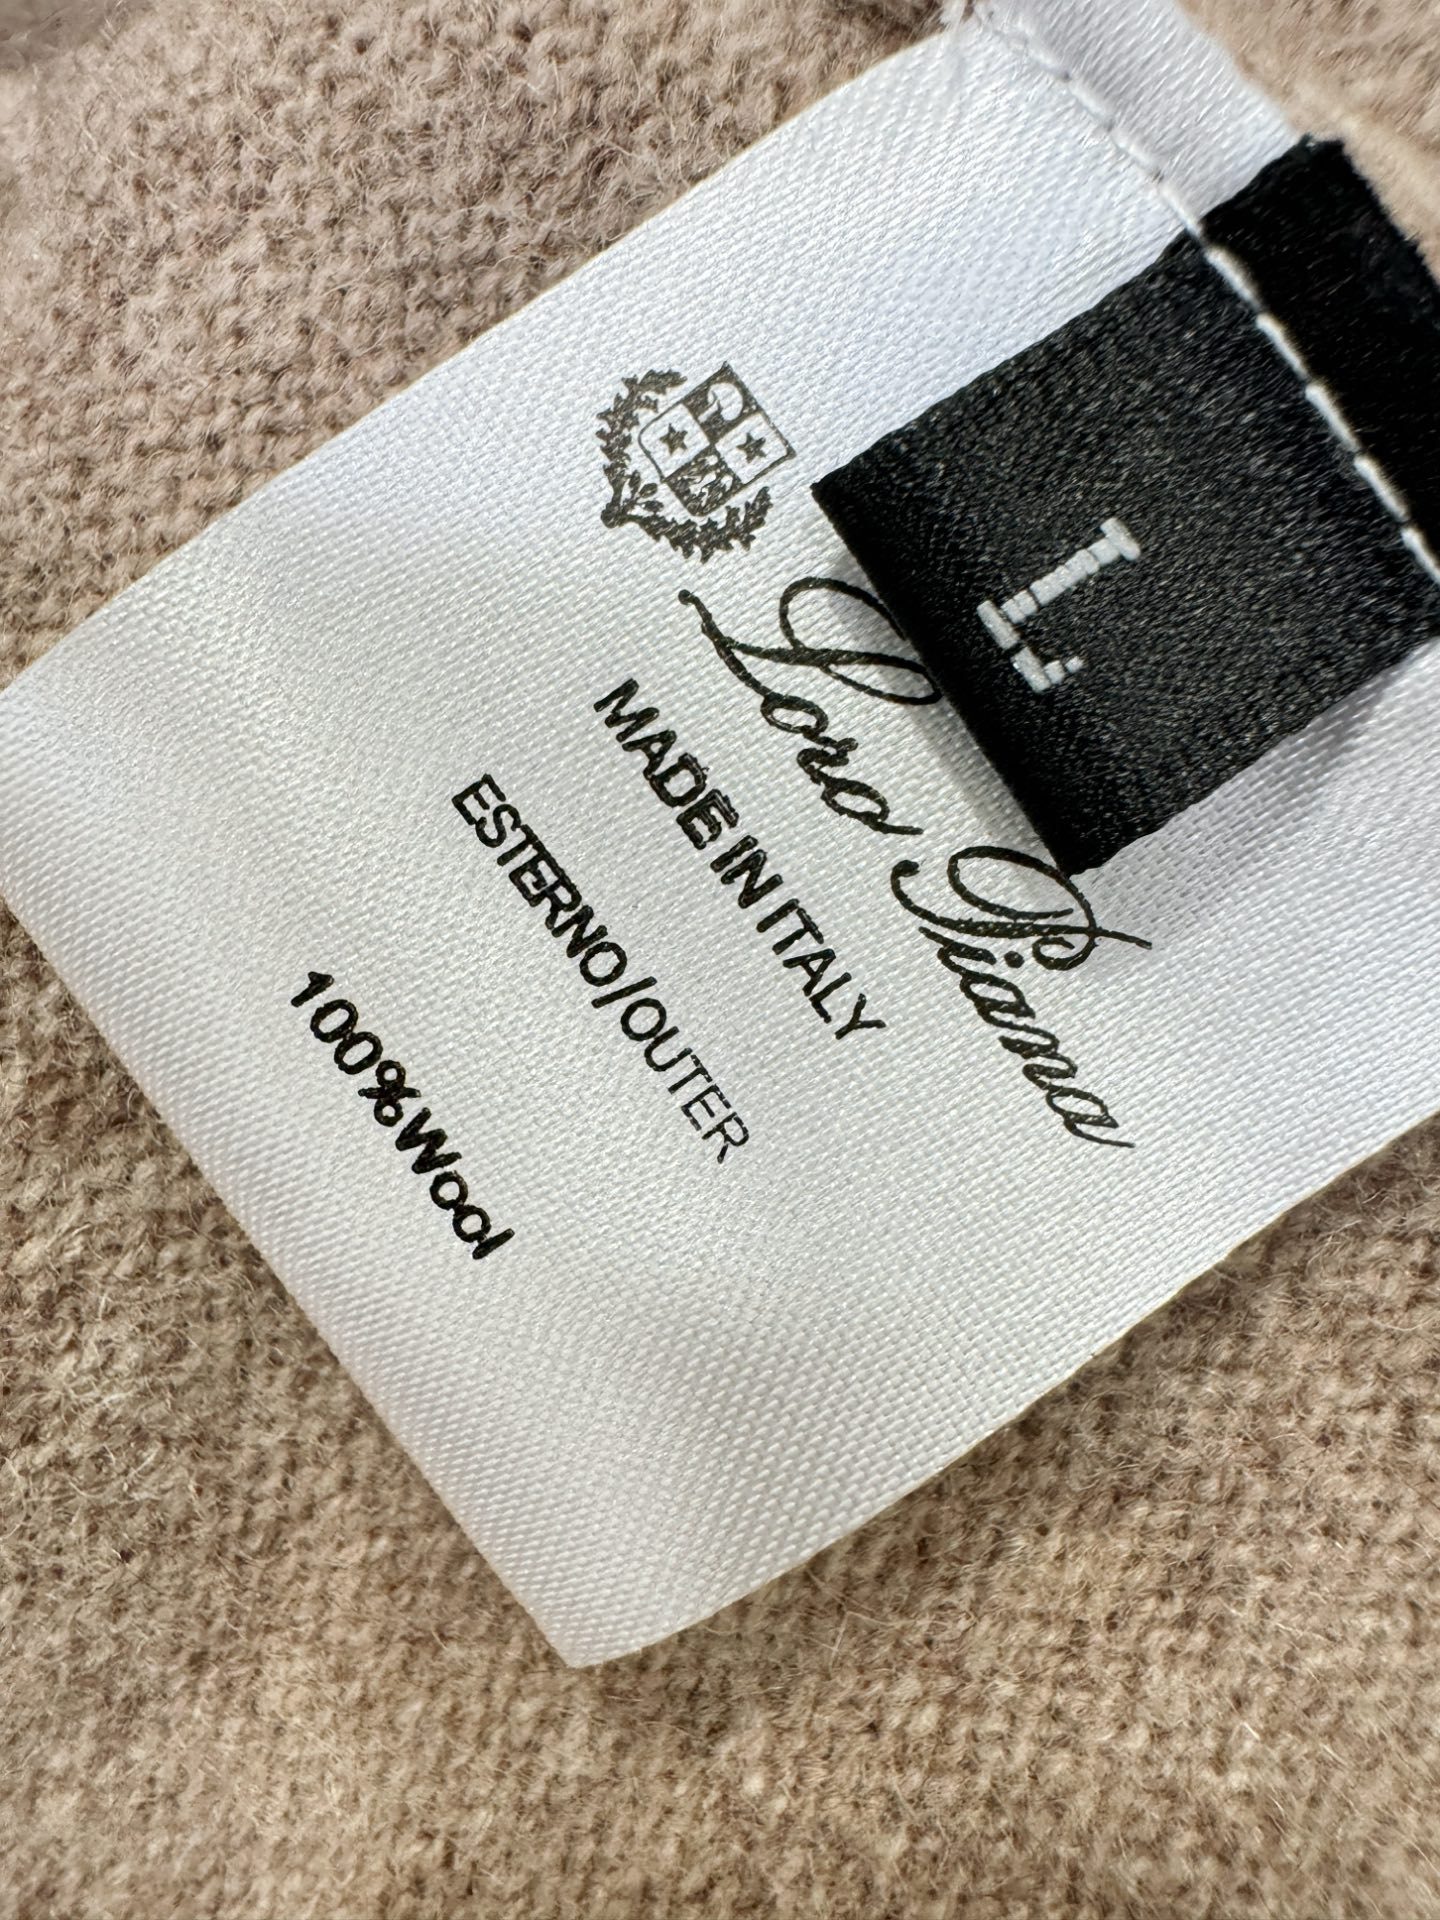 L
Loro Piana
MADE IN ITALY
ESTERNO/OUTER
100%Wool